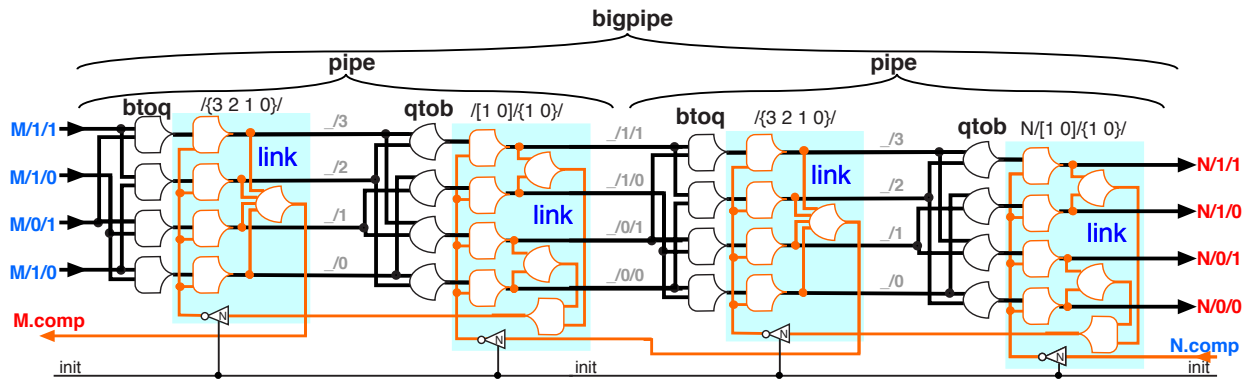 bigpipe
pipe
pipe
btoq
/{3 2 1 0}/
qtob
/[1 0]/{1 0}/
btoq
/{3 2 1 0}/
qtob
N/[1 0]/{1 0}/
M/1/1
M/1/0
M/0/1
M/1/0
_/3
_/2
_/1
_/0
link
_/1/1
_/1/0
_/0/1
_/0/0
link
_/3
_/2
_/1
_/0
link
link
N/1/1
N/1/0
N/0/1
N/0/0
M.comp
N.comp
N
N
N
N
init
init
init